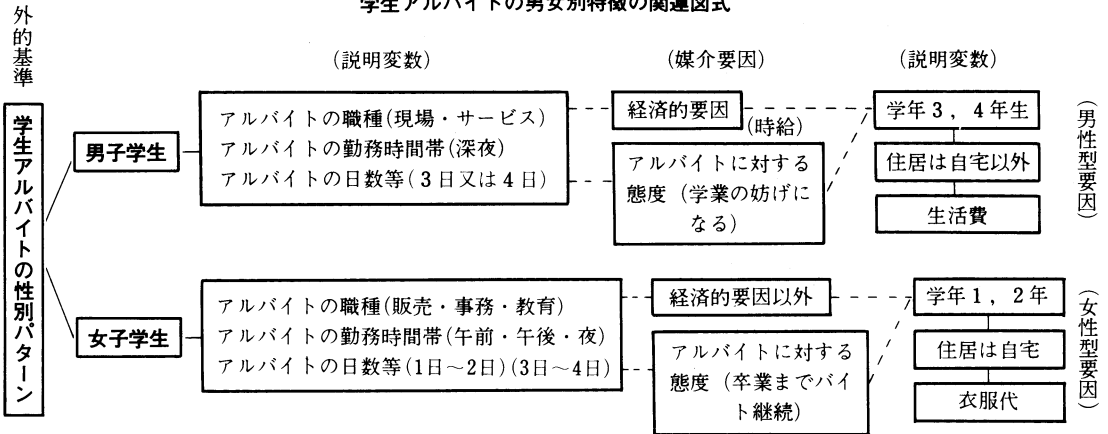 学生アルバイトの男女別特徴の関連図式
外的基準
(説明変数)
(媒介要因)
(説明変数)
学生アルバイトの性別パターン
男子学生
アルバイトの職種(現場・サービス)
アルバイトの勤務時間帯(深夜)
アルバイトの日数等(3日又は4日)
経済的要因
(時給)
アルバイトに対する
態度(学業の妨げに
なる)
学年3，4年生
住居は自宅以外
生活費
(男性型要因)
女子学生
アルバイトの職種(販売・事務・教育)
アルバイトの勤務時間帯(午前・午後・夜)
アルバイトの日数等(1日～2日)(3日～4日)
経済的要因以外
アルバイトに対する
態度(卒業までバイ
ト継続)
学年1，2年
住居は自宅
衣服代
(女性型要因)